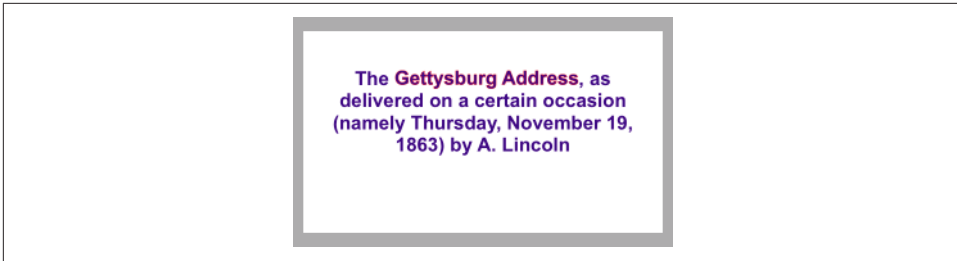 The Gettysburg Address, as
delivered on a certain occasion
(namely Thursday, November 19,
1863) by A. Lincoln